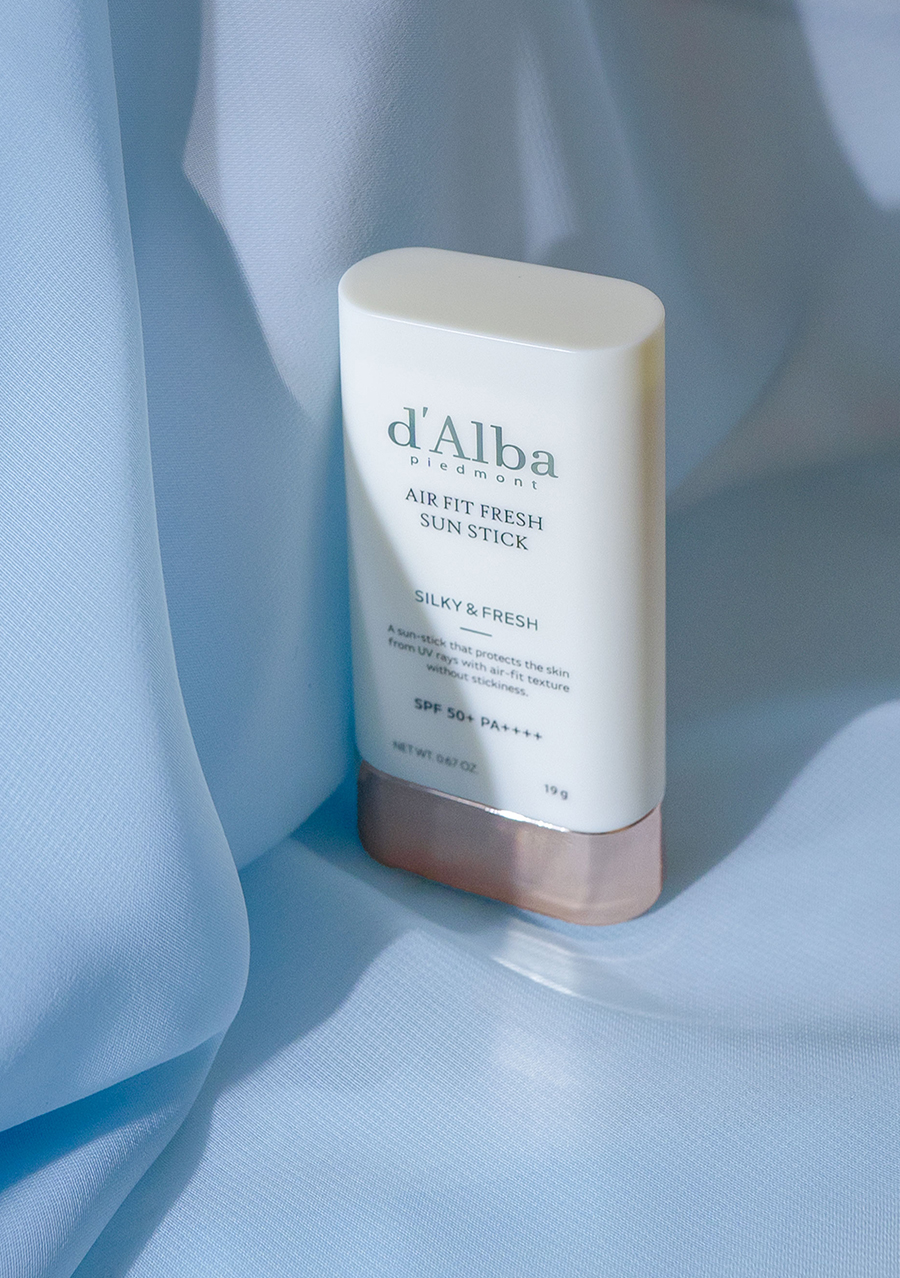 d'Alba
piedmont
AIR FIT FRESH
SUN STICK
SILKY & FRESH
A sun-stick that protects the skin
from UV rays with air-fit texture
without stickiness.
SPF 50+ PA++++
NET WT. 0.67 OZ.
19 g